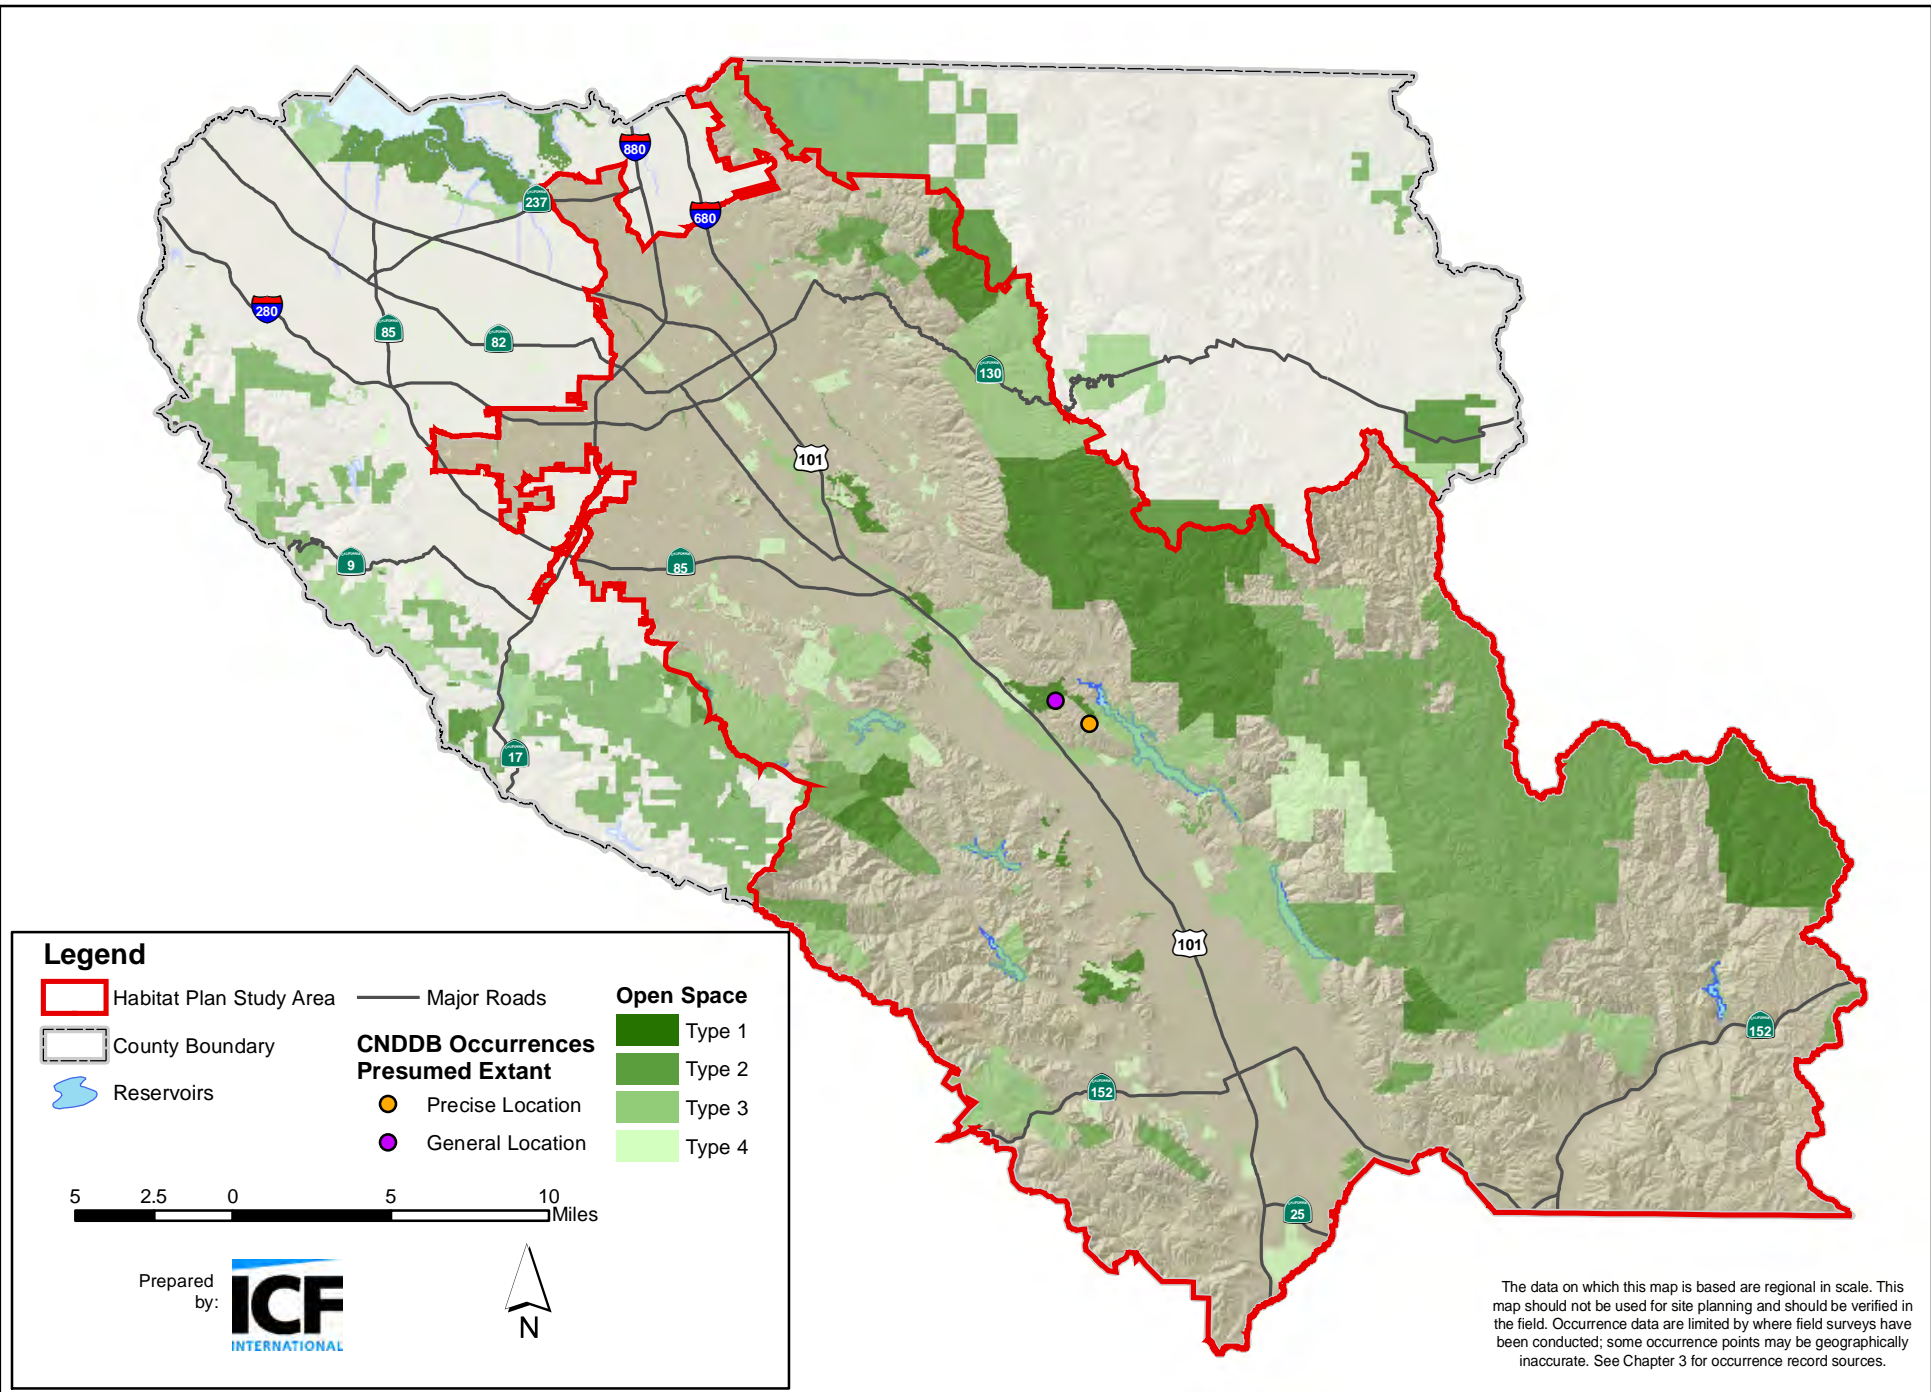 880
237
680
280
85
82
130
101
9
85
17
101
152
152
25
Legend
Habitat Plan Study Area
County Boundary
Reservoirs
Major Roads
CNDDB Occurrences
Presumed Extant
Precise Location
General Location
Open Space
Type 1
Type 2
Type 3
Type 4
5 2.5 0 5 10
Miles
Prepared
by:
ICF
INTERNATIONAL
N
The data on which this map is based are regional in scale. This
map should not be used for site planning and should be verified in
the field. Occurrence data are limited by where field surveys have
been conducted; some occurrence points may be geographically
inaccurate. See Chapter 3 for occurrence record sources.